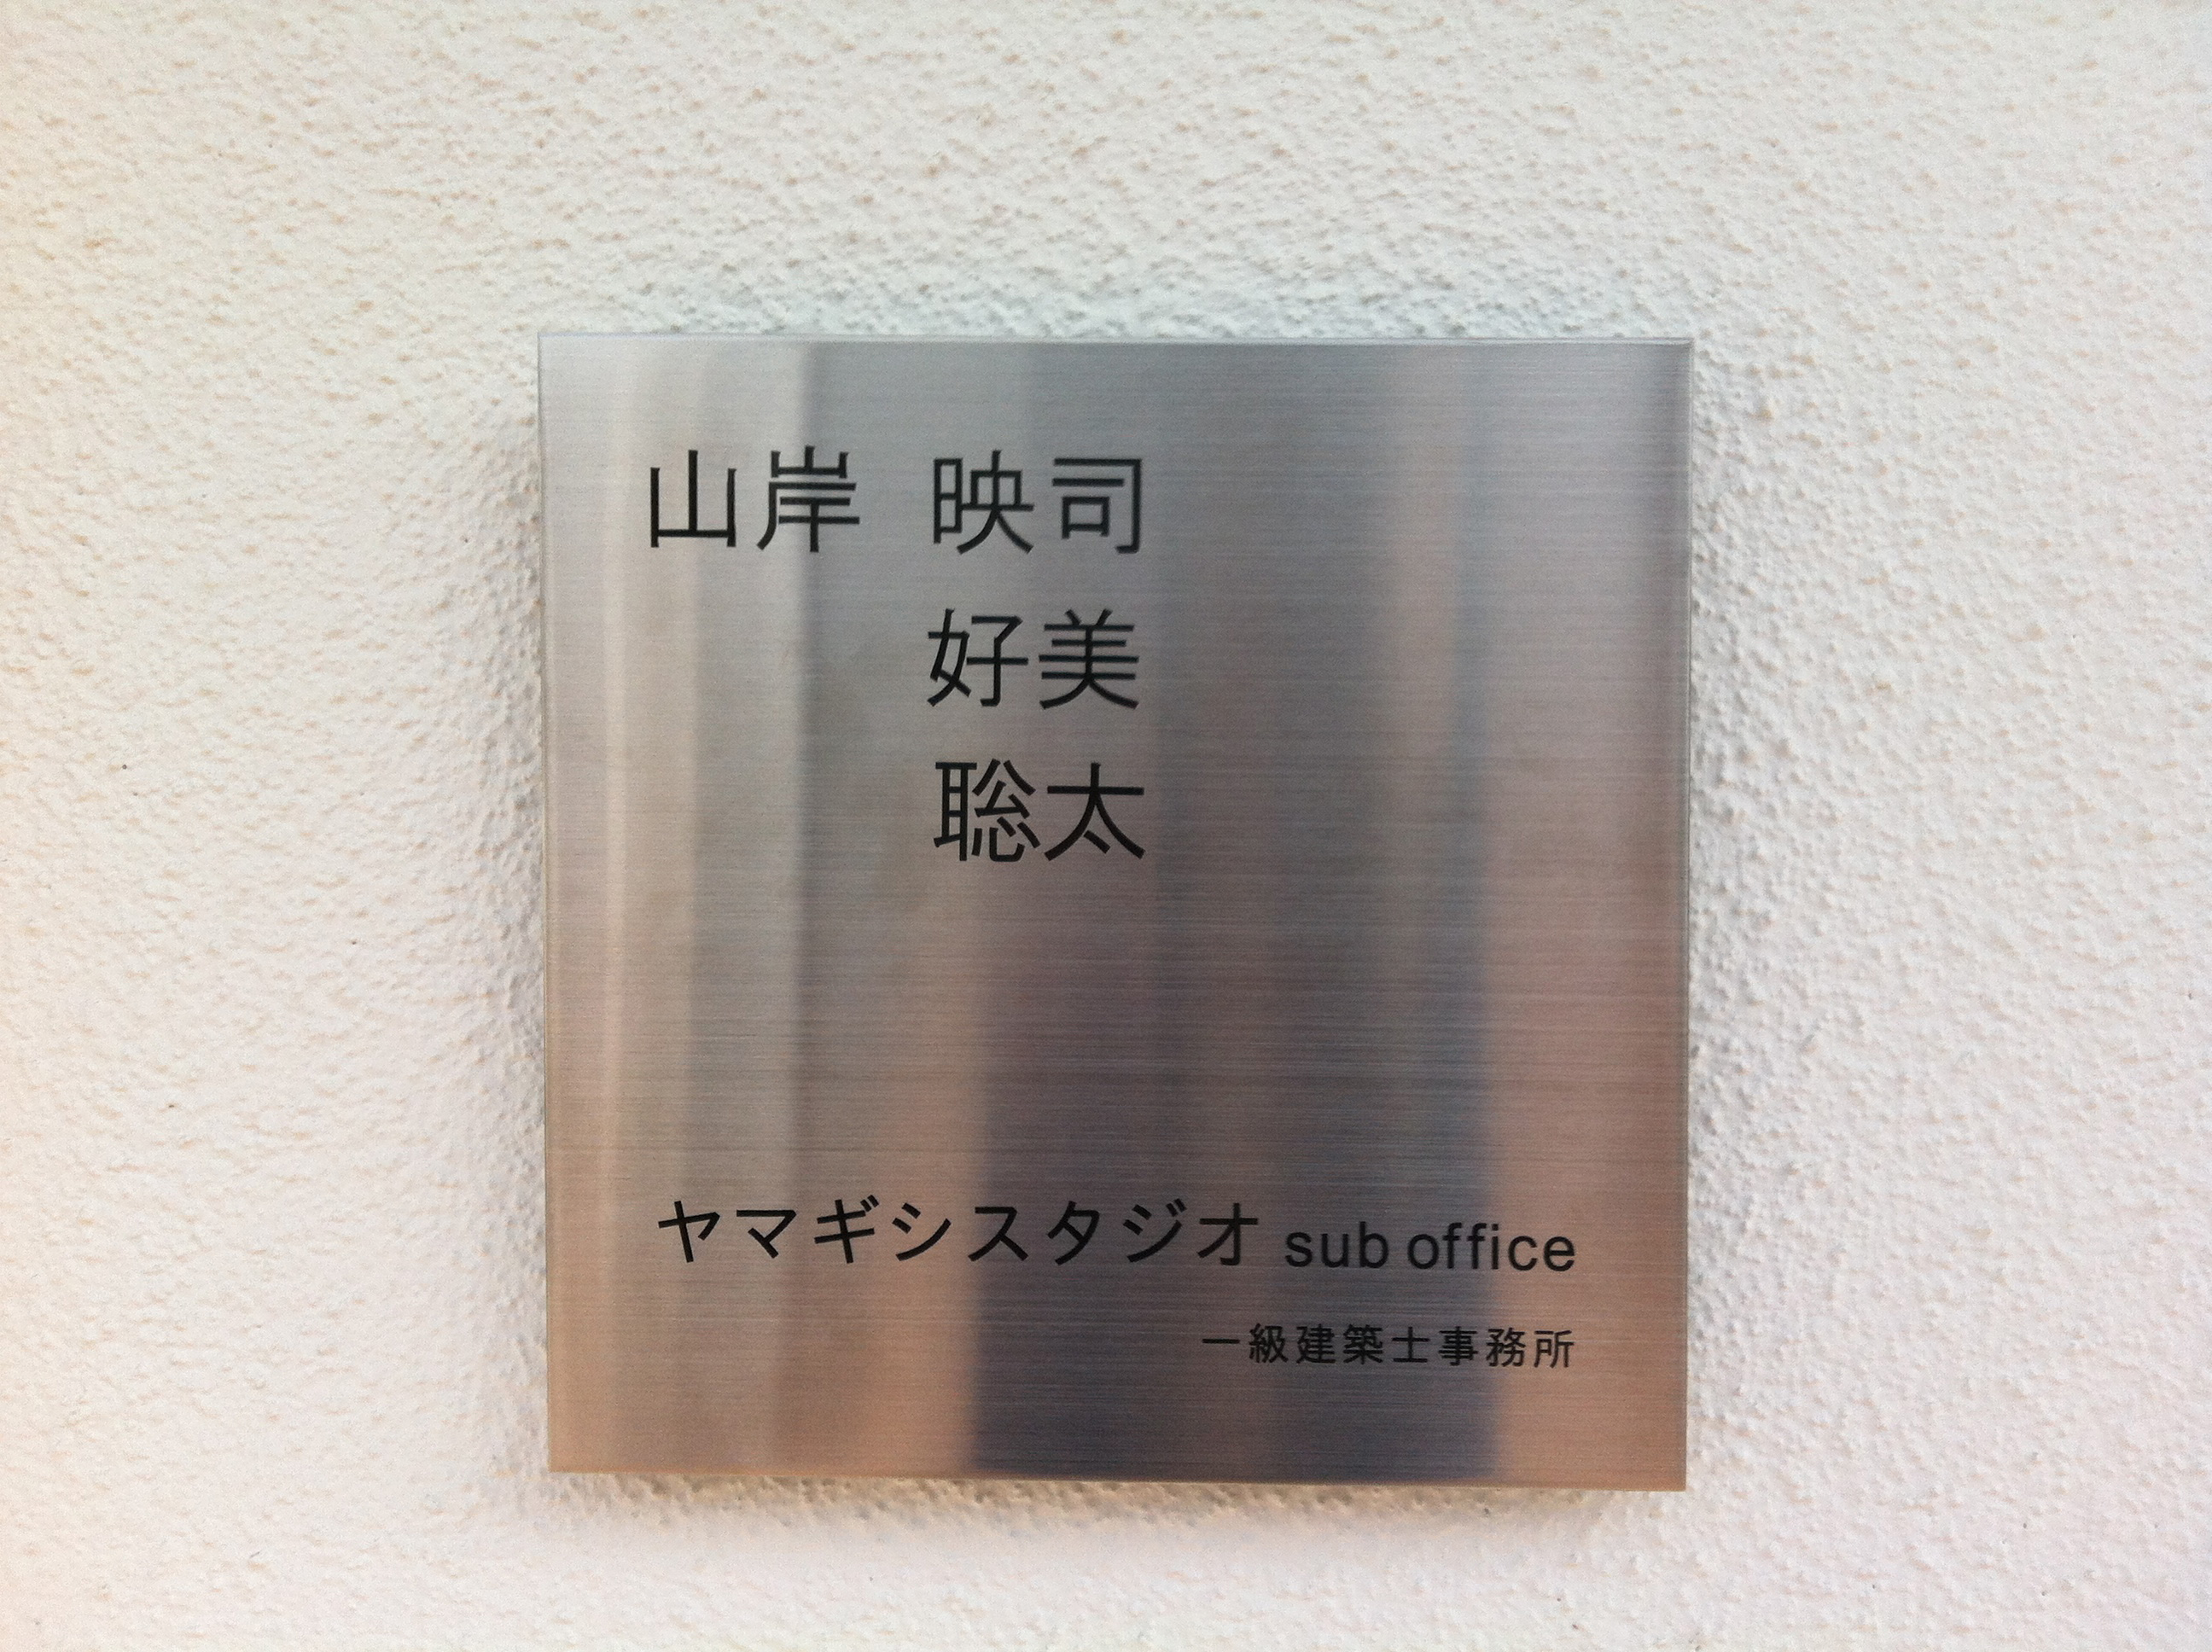 山岸 映司
好美
聡太
ヤマギシスタジオ sub office
一級建築士事務所